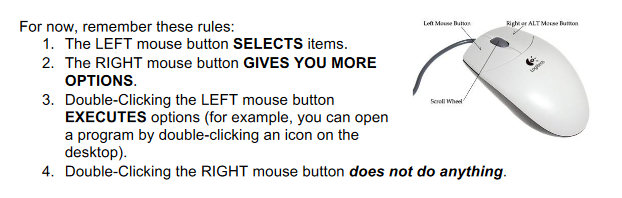 For now, remember these rules:
1. The LEFT mouse button SELECTS items.
2. The RIGHT mouse button GIVES YOU MORE
OPTIONS.
3. Double-Clicking the LEFT mouse button
EXECUTES options (for example, you can open
a program by double-clicking an icon on the
desktop).
4. Double-Clicking the RIGHT mouse button does not do anything.
Left Mouse Button
Right or ALT Mouse Button
Scroll Wheel
Logitech